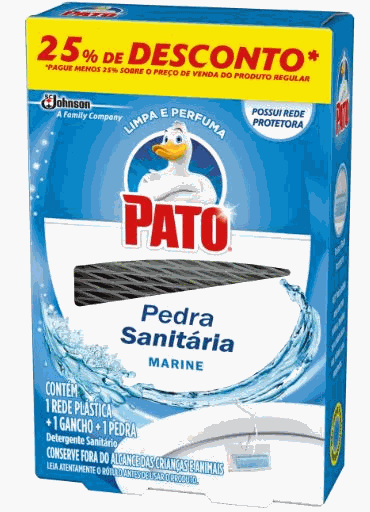 25% DE DESCONTO*
*PAGUE MENOS 25% SOBRE O PREÇO DE VENDA DO PRODUTO REGULAR
SC Johnson
A Family Company
LIMPA E PERFUMA
POSSUI REDE
PROTETORA
PATO
Pedra
Sanitária
MARINE
CONTÉM
1 REDE PLÁSTICA
+ 1 GANCHO + 1 PEDRA
Detergente Sanitário
CONSERVE FORA DO ALCANCE DAS CRIANÇAS E ANIMAIS
LEIA ATENTAMENTE O RÓTULO ANTES DE USAR O PRODUTO.
PATO